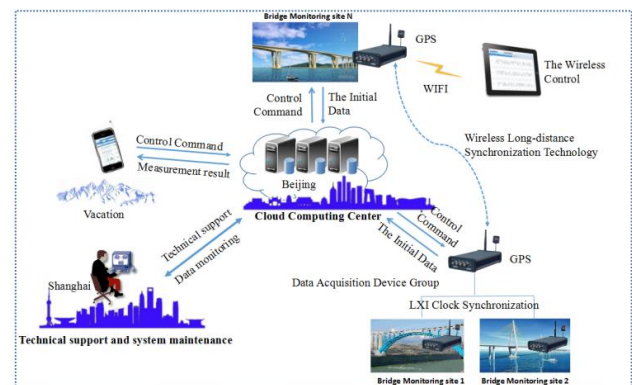 Bridge Monitoring site N
GPS
The Wireless
Control
WIFI
Control
Command
The Initial
Data
Control Command
Measurement result
Wireless Long-distance
Synchronization Technology
Beijing
Vacation
Cloud Computing Center
Technical support
Data monitoring
Control
Command
The Initial Data
GPS
Shanghai
Data Acquisition Device Group
LXI Clock Synchronization
Technical support and system maintenance
Bridge Monitoring site 1
Bridge Monitoring site 2